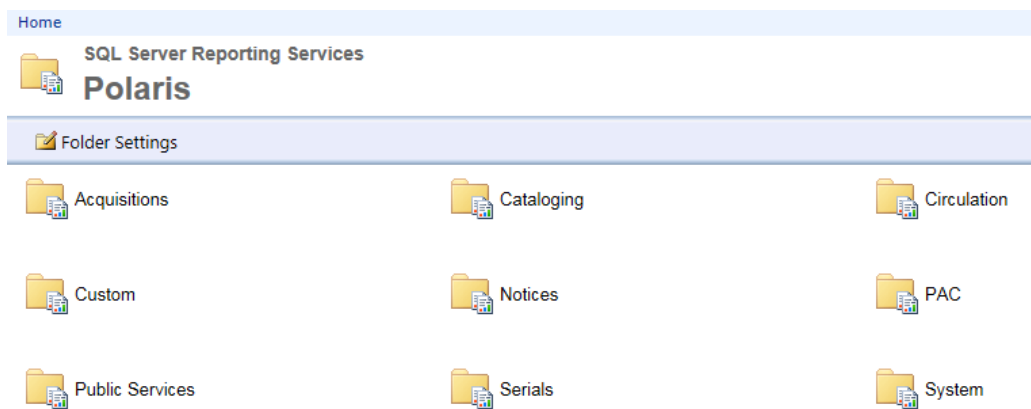 Home
SQL Server Reporting Services
Polaris
Folder Settings
Acquisitions
Cataloging
Circulation
Custom
Notices
PAC
Public Services
Serials
System